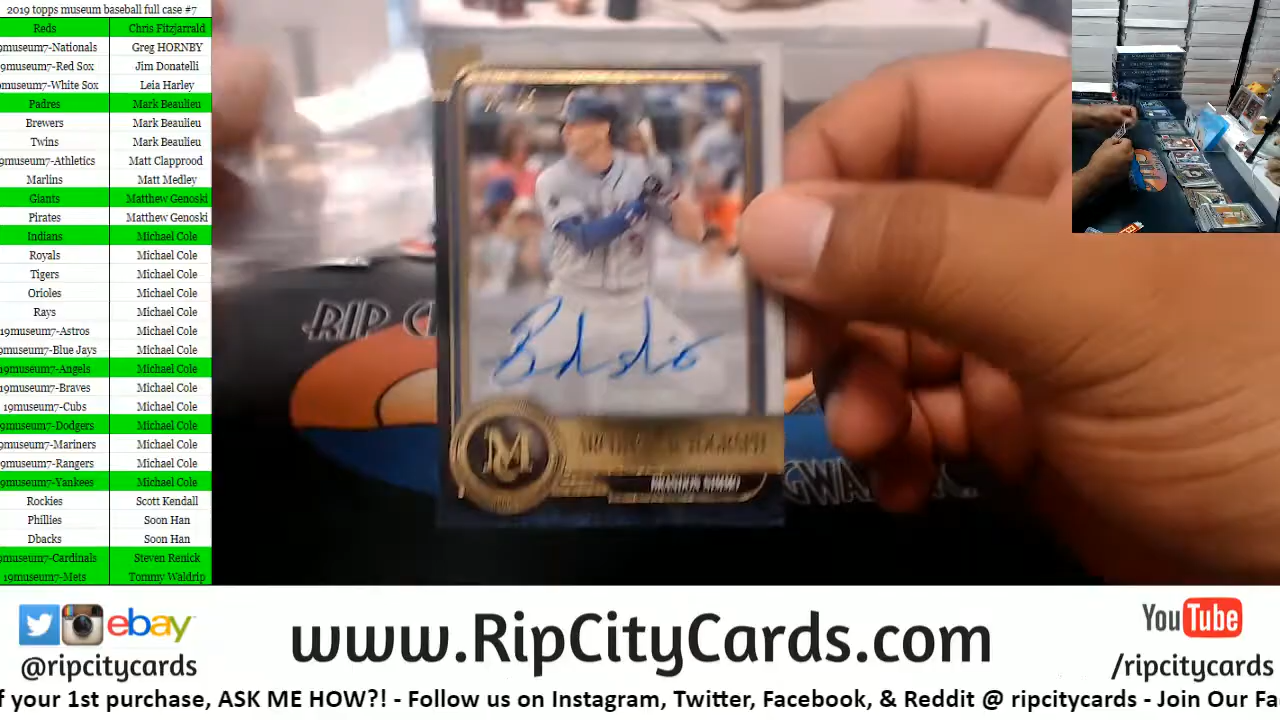 2019 topps museum baseball full case #7
Reds Chris Fitzjarrald
9museum7-Nationals Greg HORNBY
9museum7-Red Sox Jim Donatelli
9museum7-White Sox Leia Harley
Padres Mark Beaulieu
Brewers Mark Beaulieu
Twins Mark Beaulieu
9museum7-Athletics Matt Clapprood
Marlins Matt Medley
Giants Matthew Genoski
Pirates Matthew Genoski
Indians Michael Cole
Royals Michael Cole
Tigers Michael Cole
Orioles Michael Cole
Rays Michael Cole
19museum7-Astros Michael Cole
9museum7-Blue Jays Michael Cole
19museum7-Angels Michael Cole
9museum7-Braves Michael Cole
19museum7-Cubs Michael Cole
9museum7-Dodgers Michael Cole
9museum7-Mariners Michael Cole
9museum7-Rangers Michael Cole
9museum7-Yankees Michael Cole
Rockies Scott Kendall
Phillies Soon Han
Dbacks Soon Han
9museum7-Cardinals Steven Renick
19museum7-Mets Tommy Waldrip
RIP C
M
BRANDON NIMMO
GWA
ebay
@ripcitycards
www.RipCityCards.com
YouTube
/ripcitycards
f your 1st purchase, ASK ME HOW?! - Follow us on Instagram, Twitter, Facebook, & Reddit @ ripcitycards - Join Our Fa